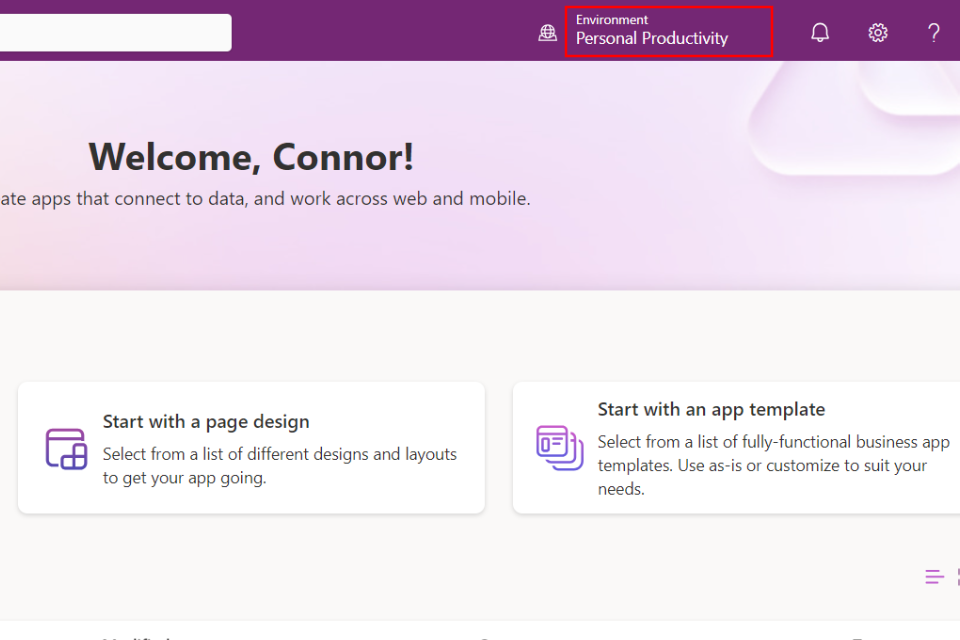 Environment
Personal Productivity
?
Welcome, Connor!
ate apps that connect to data, and work across web and mobile.
Start with a page design
Select from a list of different designs and layouts
to get your app going.
Start with an app template
Select from a list of fully-functional business app
templates. Use as-is or customize to suit your
needs.